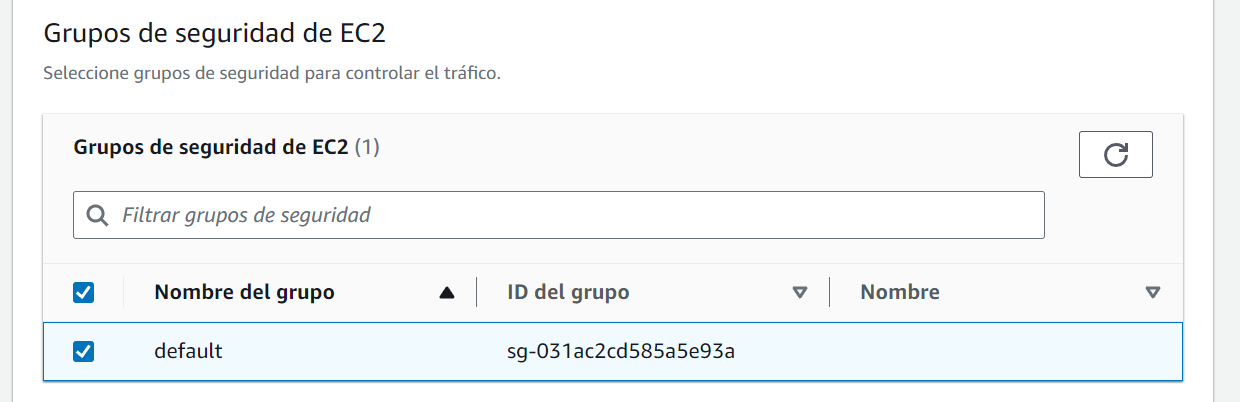 Grupos de seguridad de EC2
Seleccione grupos de seguridad para controlar el tráfico.
Grupos de seguridad de EC2 (1)
Filtrar grupos de seguridad
Nombre del grupo ID del grupo Nombre
default sg-031ac2cd585a5e93a